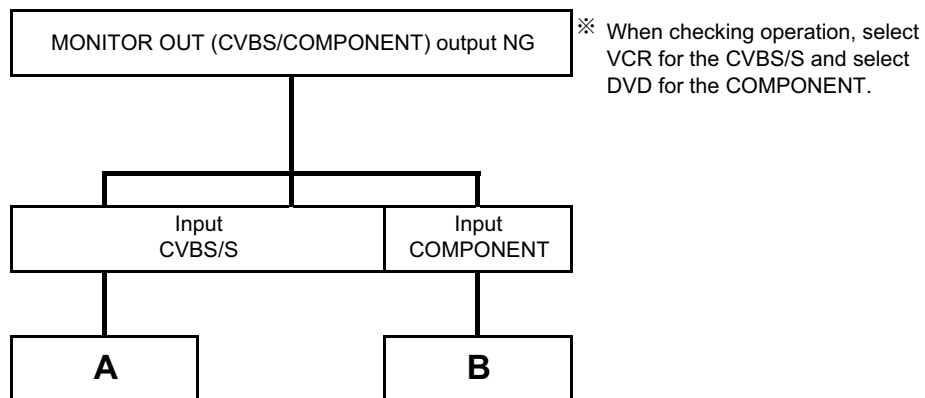 MONITOR OUT (CVBS/COMPONENT) output NG
※ When checking operation, select
VCR for the CVBS/S and select
DVD for the COMPONENT.
Input
CVBS/S
Input
COMPONENT
A
B